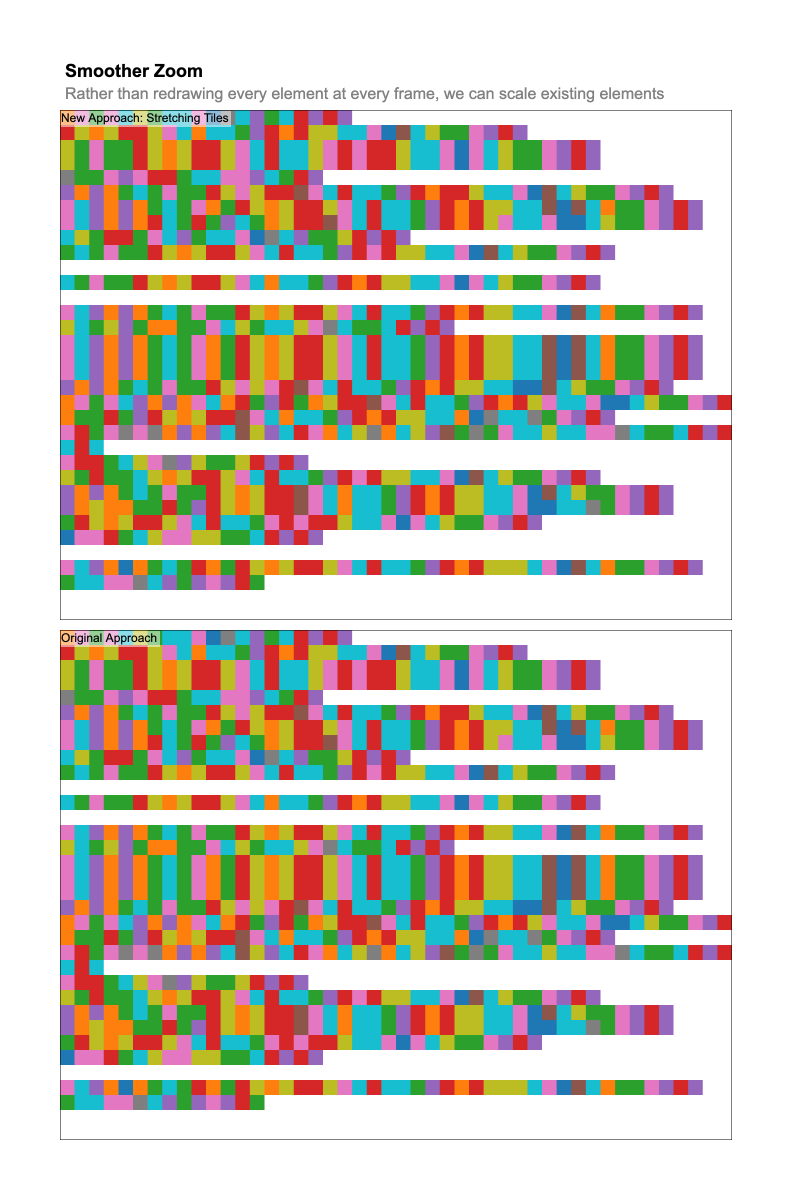 Smoother Zoom
Rather than redrawing every element at every frame, we can scale existing elements
New Approach: Stretching Tiles
Original Approach